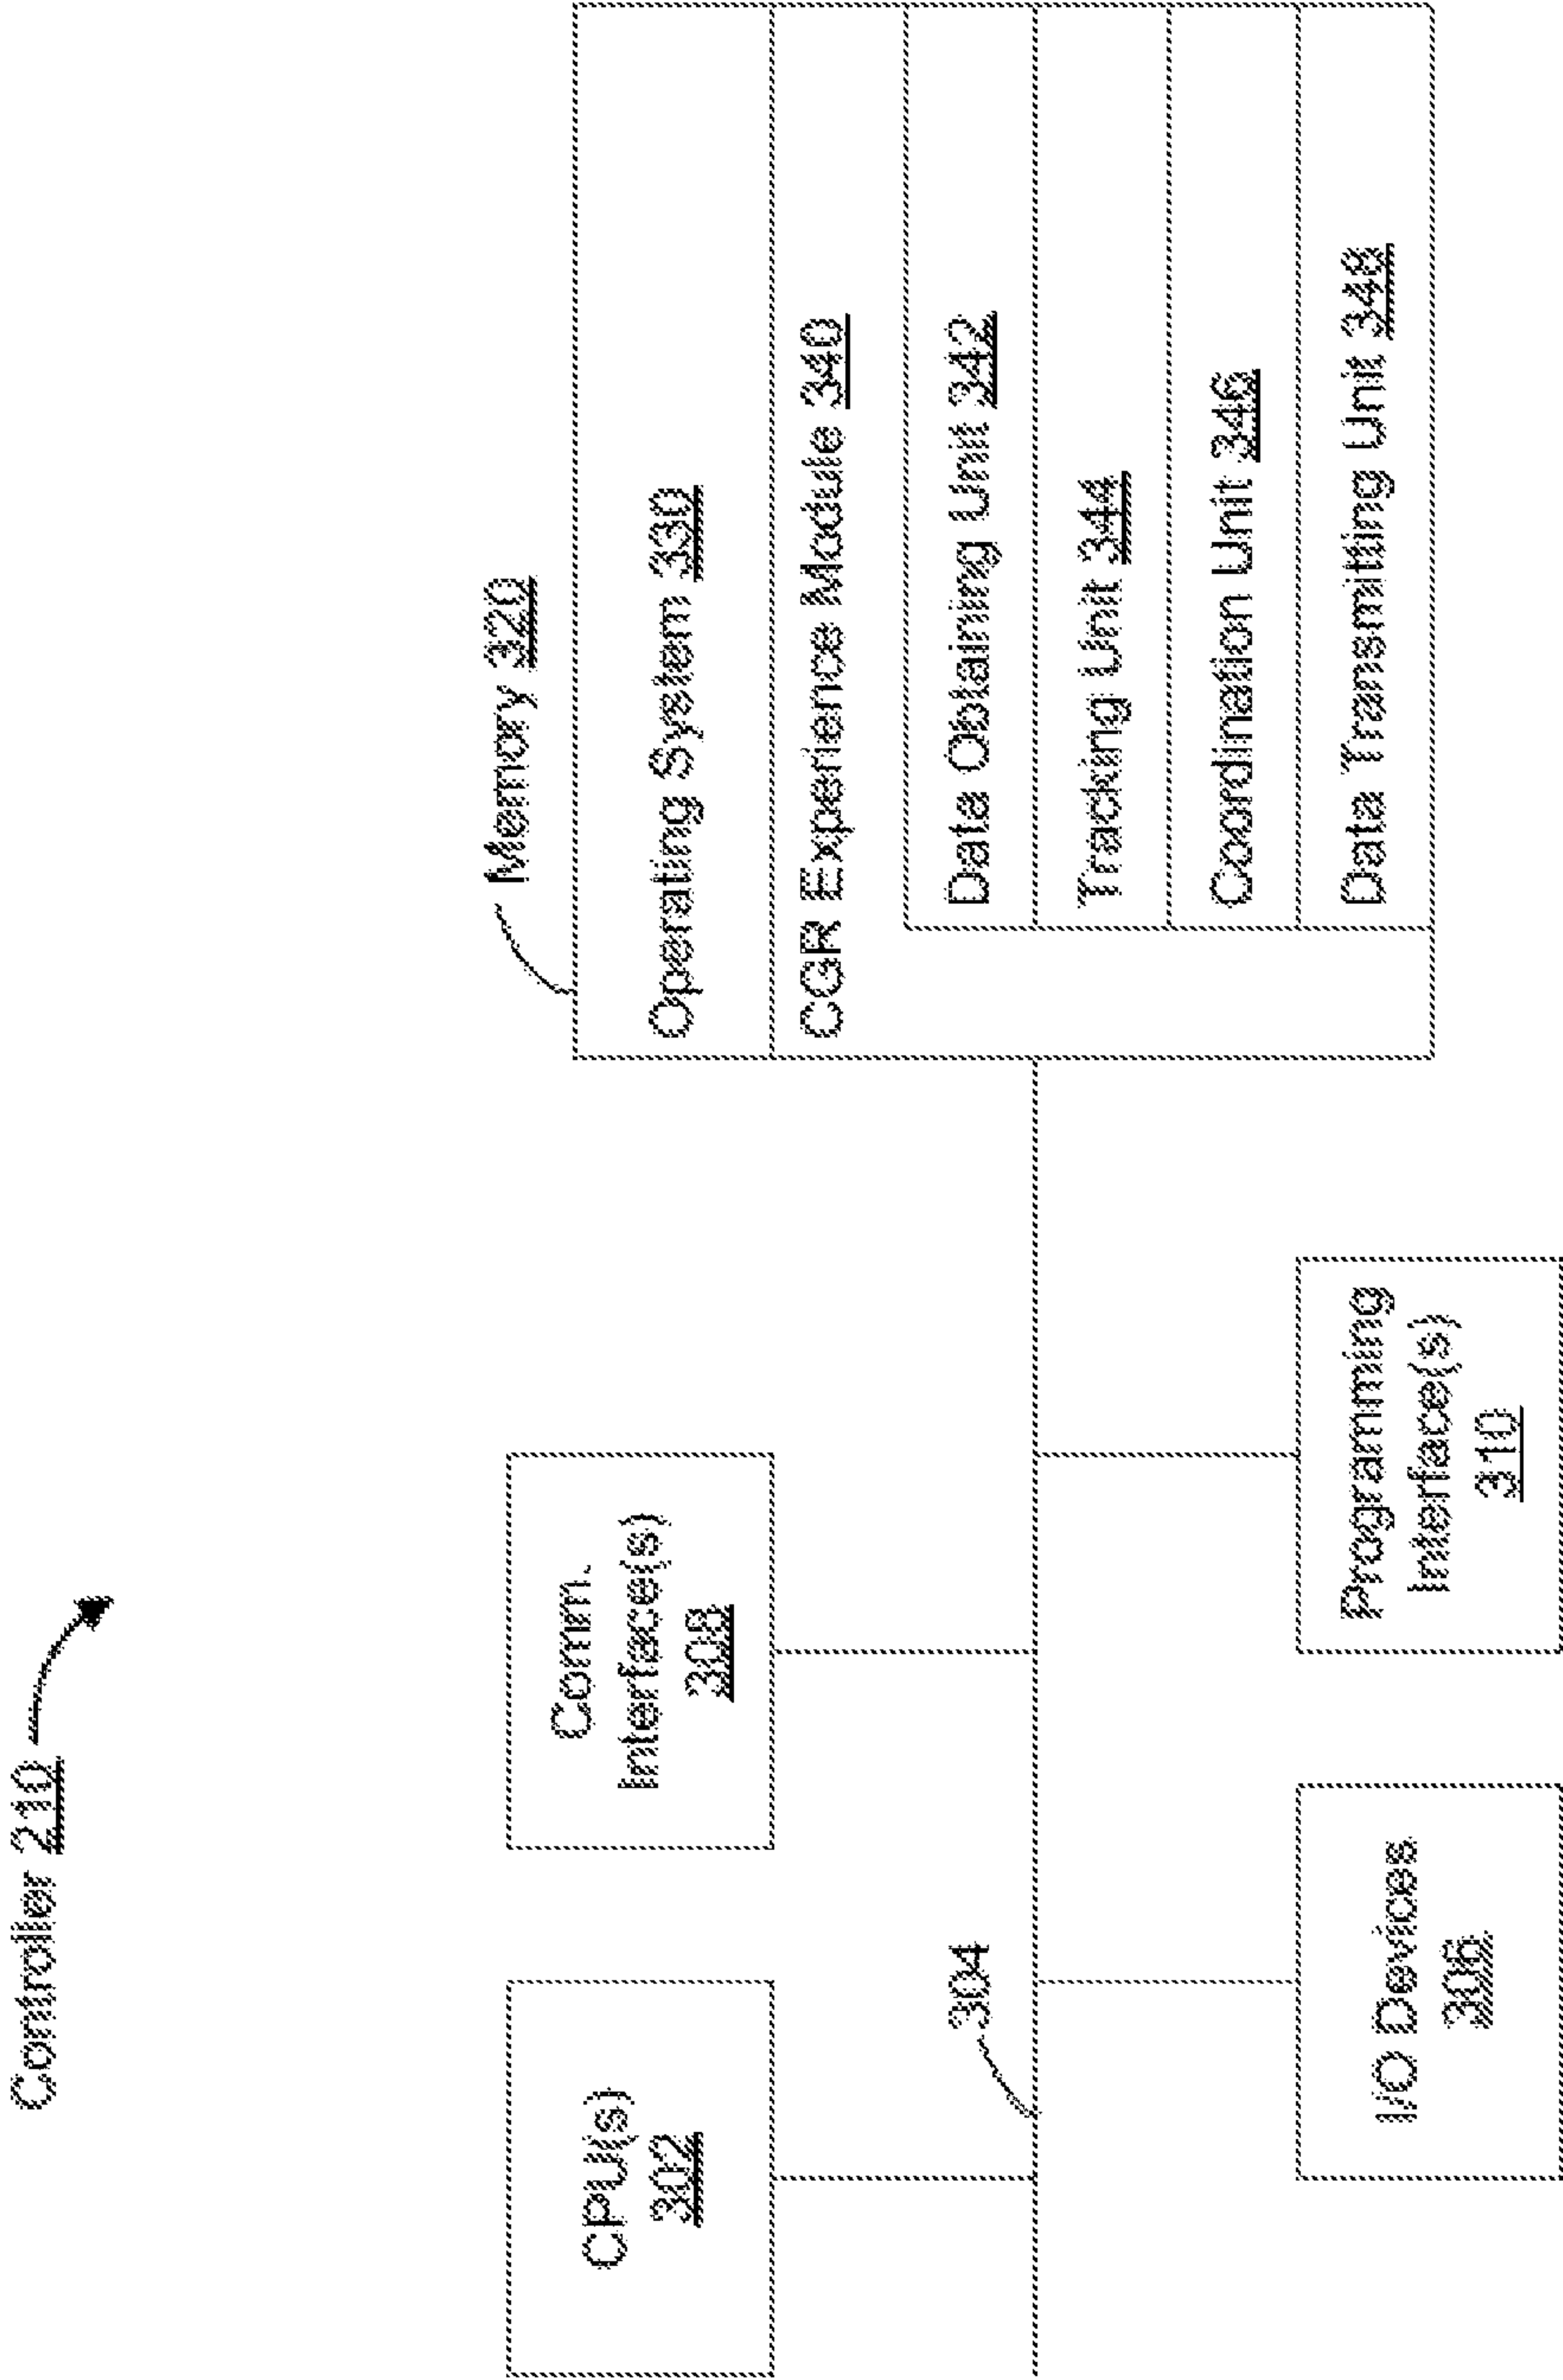 Controller 210
CPU(s)
302
Comm.
Interface(s)
308
Memory 320
Operating System 330
CGR Experience Module 340
Data Obtaining Unit 342
Tracking Unit 344
Coordination Unit 346
Data Transmitting Unit 348
304
I/O Devices
306
Programming
Interface(s)
310